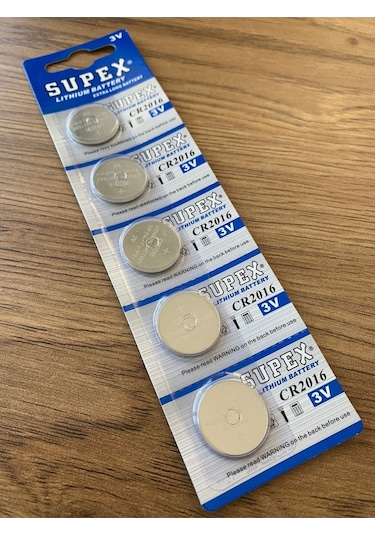 3V
SUPEX
LITHIUM BATTERY
EXTRA LONG BATTERY
SUPEX
LITHIUM BATTERY
CR2016
3V
Please read WARNING on the back before use
SUPEX
LITHIUM BATTERY
CR2016
3V
Please read WARNING on the back before use
SUPEX
LITHIUM BATTERY
CR2016
3V
Please read WARNING on the back before use
SUPEX
LITHIUM BATTERY
CR2016
3V
Please read WARNING on the back before use
SUPEX
LITHIUM BATTERY
CR2016
3V
Please read WARNING on the back before use